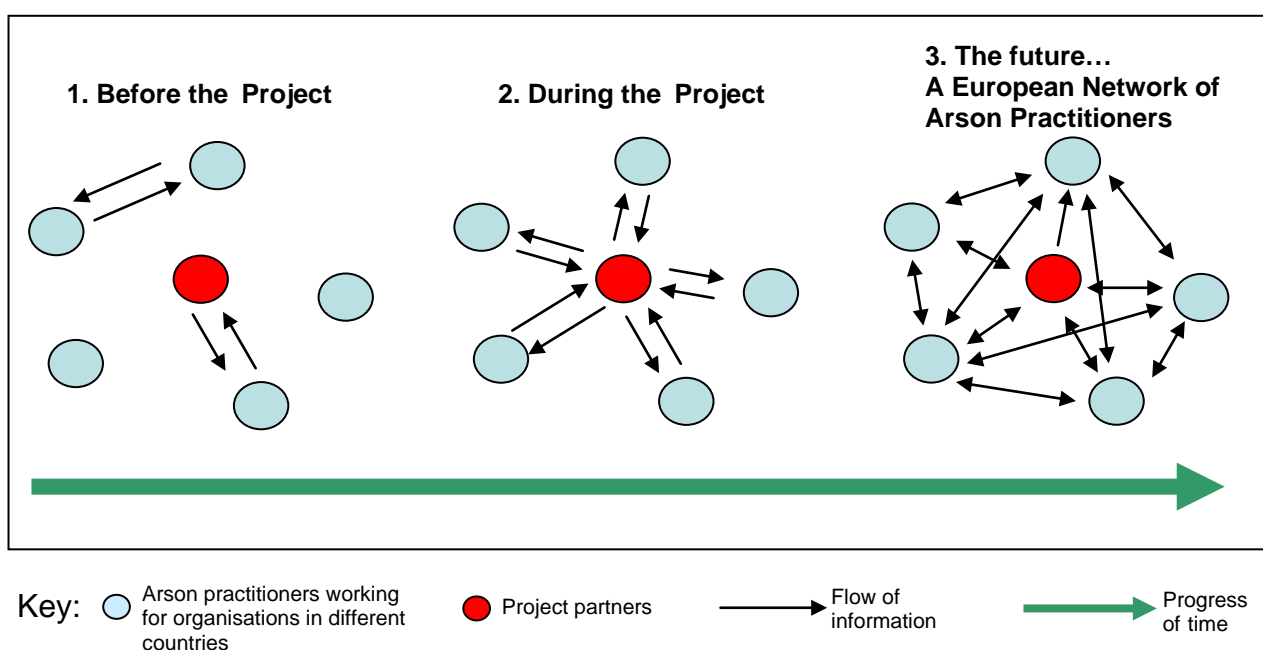 1. Before the Project
2. During the Project
3. The future…
A European Network of
Arson Practitioners
Key:
Arson practitioners working
for organisations in different
countries
Project partners
Flow of
information
Progress
of time